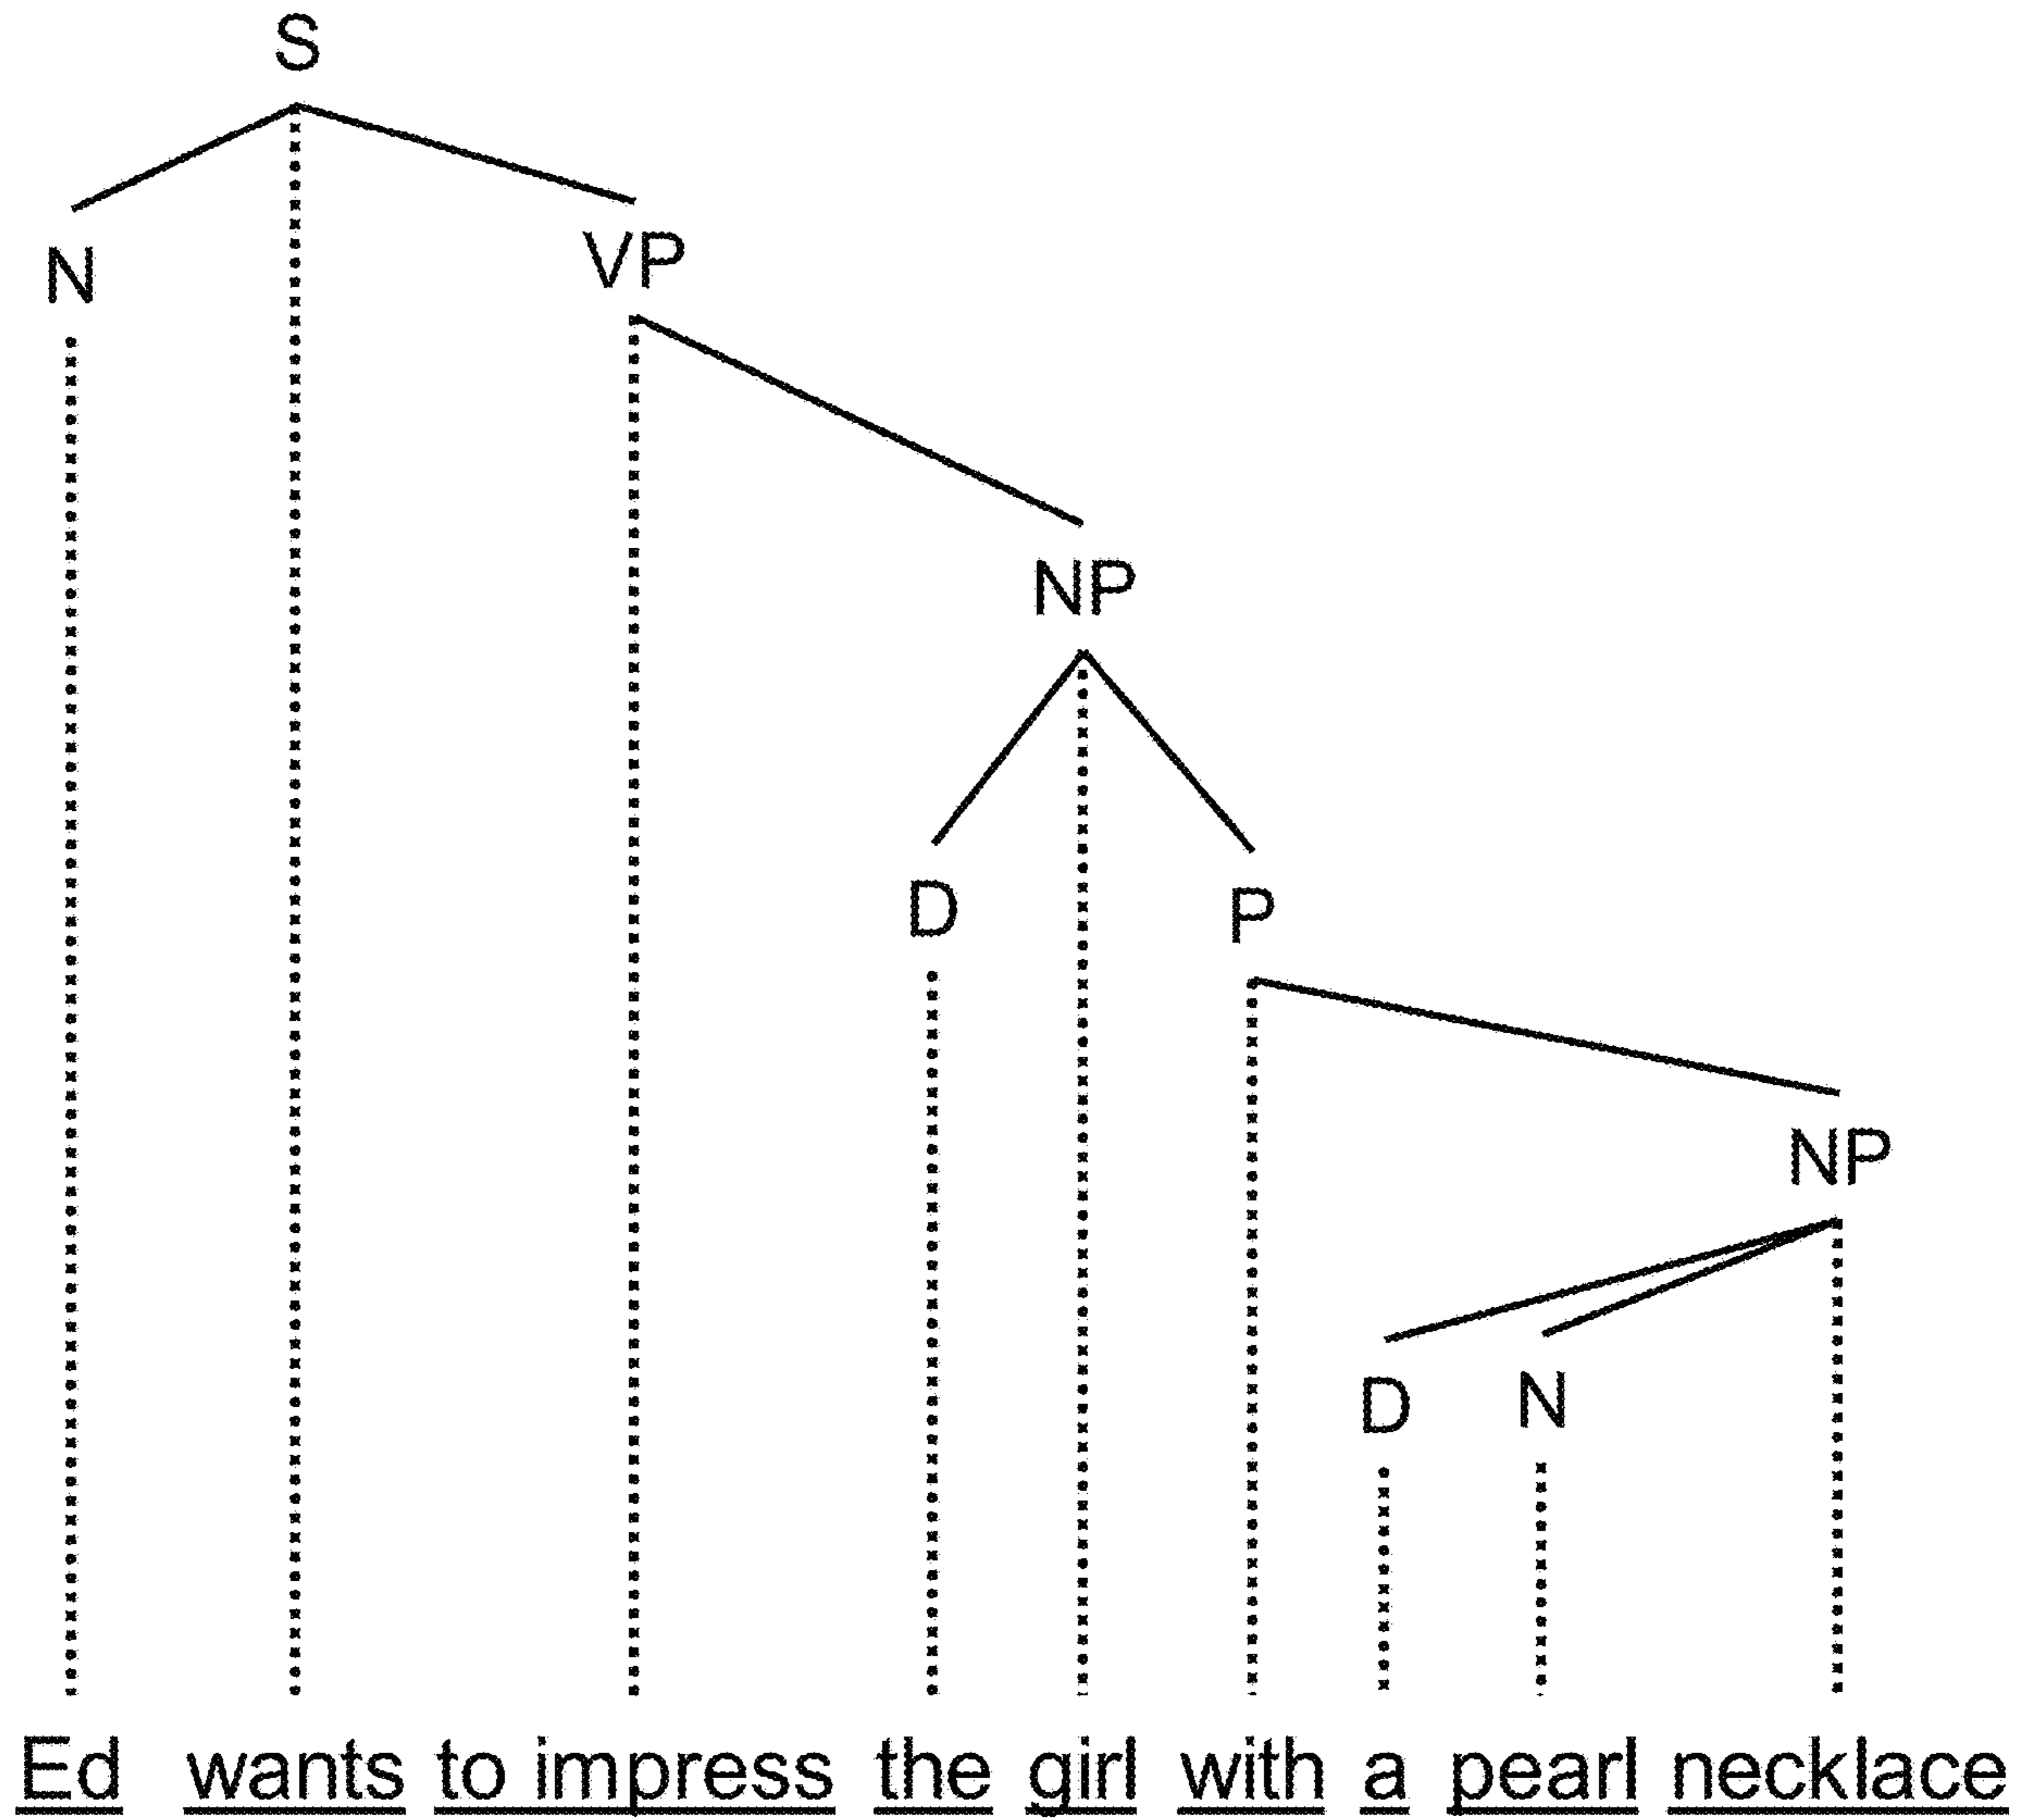 S
N VP
NP
D P
NP
D N
Ed wants to impress the girl with a pearl necklace